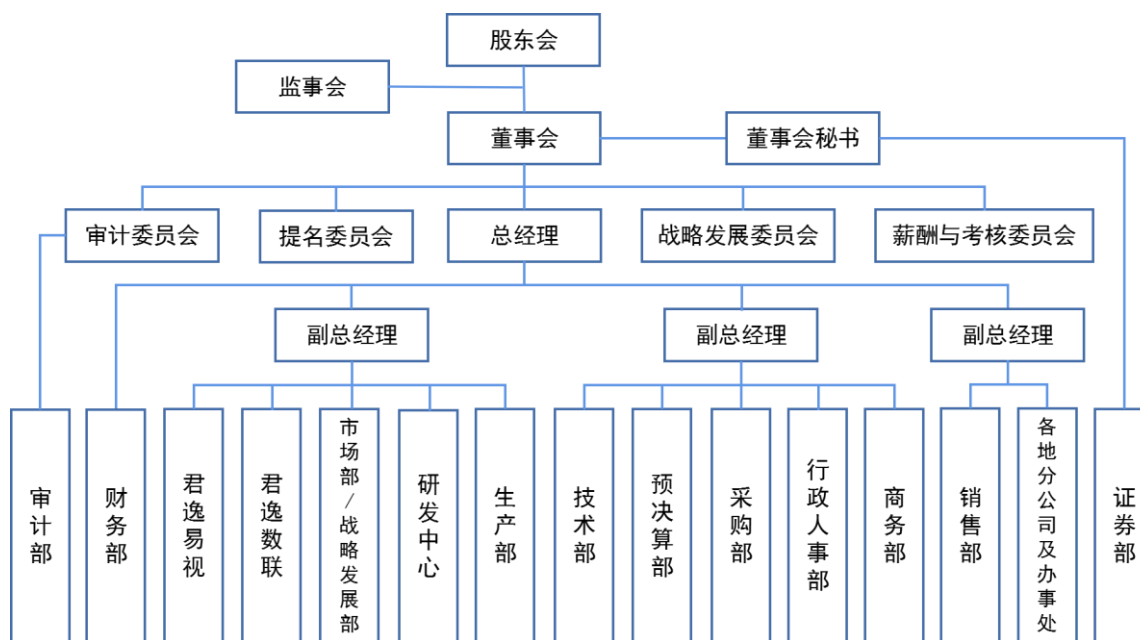 股东会
监事会
董事会
董事会秘书
审计委员会
提名委员会
总经理
战略发展委员会
薪酬与考核委员会
副总经理
副总经理
副总经理
审计部
财务部
君逸易视
君逸数联
市场部/战略发展部
研发中心
生产部
技术部
预决算部
采购部
行政人事部
商务部
销售部
各地分公司及办事处
证券部